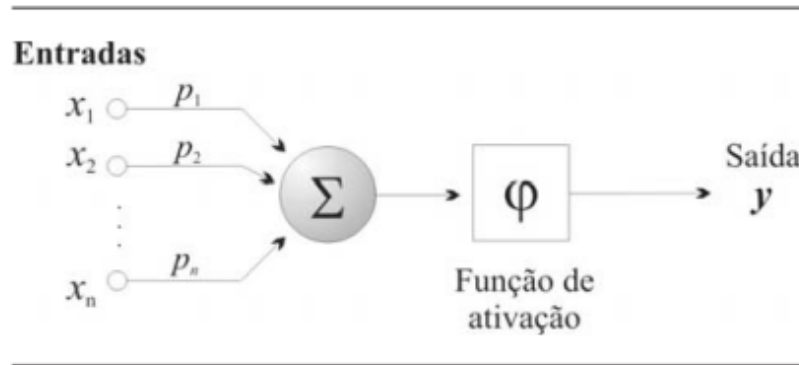 Entradas
x₁ p₁
x₂ p₂
xₙ pₙ
Σ
φ
Função de
ativação
Saída
y